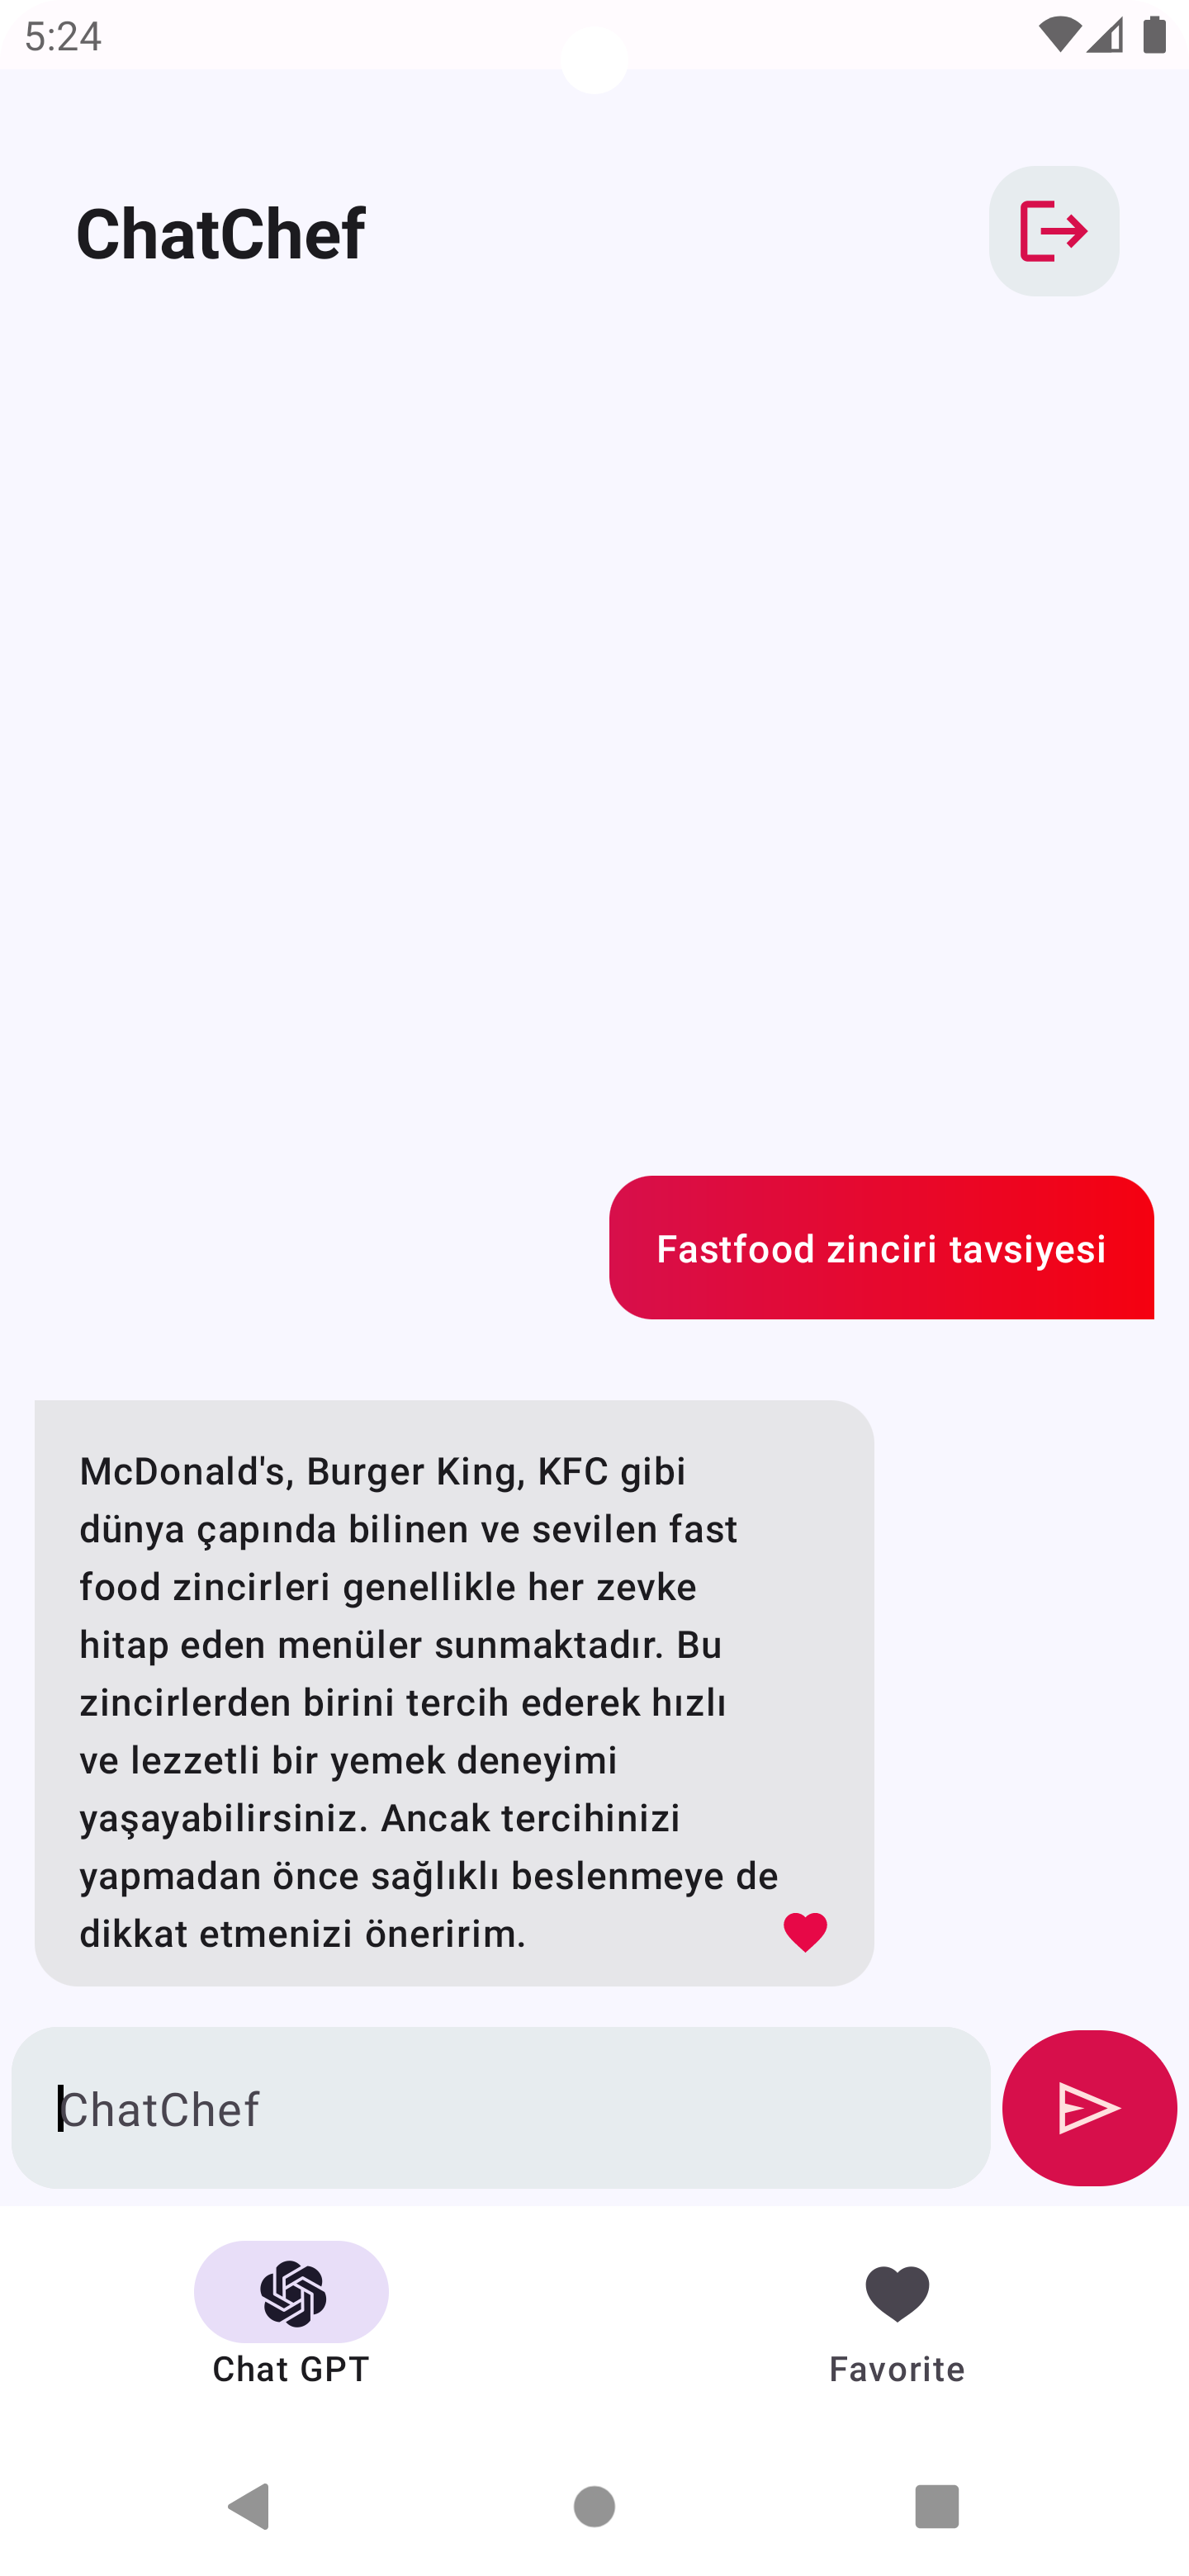 5:24
ChatChef
Fastfood zinciri tavsiyesi
McDonald's, Burger King, KFC gibi
dünya çapında bilinen ve sevilen fast
food zincirleri genellikle her zevke
hitap eden menüler sunmaktadır. Bu
zincirlerden birini tercih ederek hızlı
ve lezzetli bir yemek deneyimi
yaşayabilirsiniz. Ancak tercihinizi
yapmadan önce sağlıklı beslenmeye de
dikkat etmenizi öneririm.
ChatChef
Chat GPT
Favorite